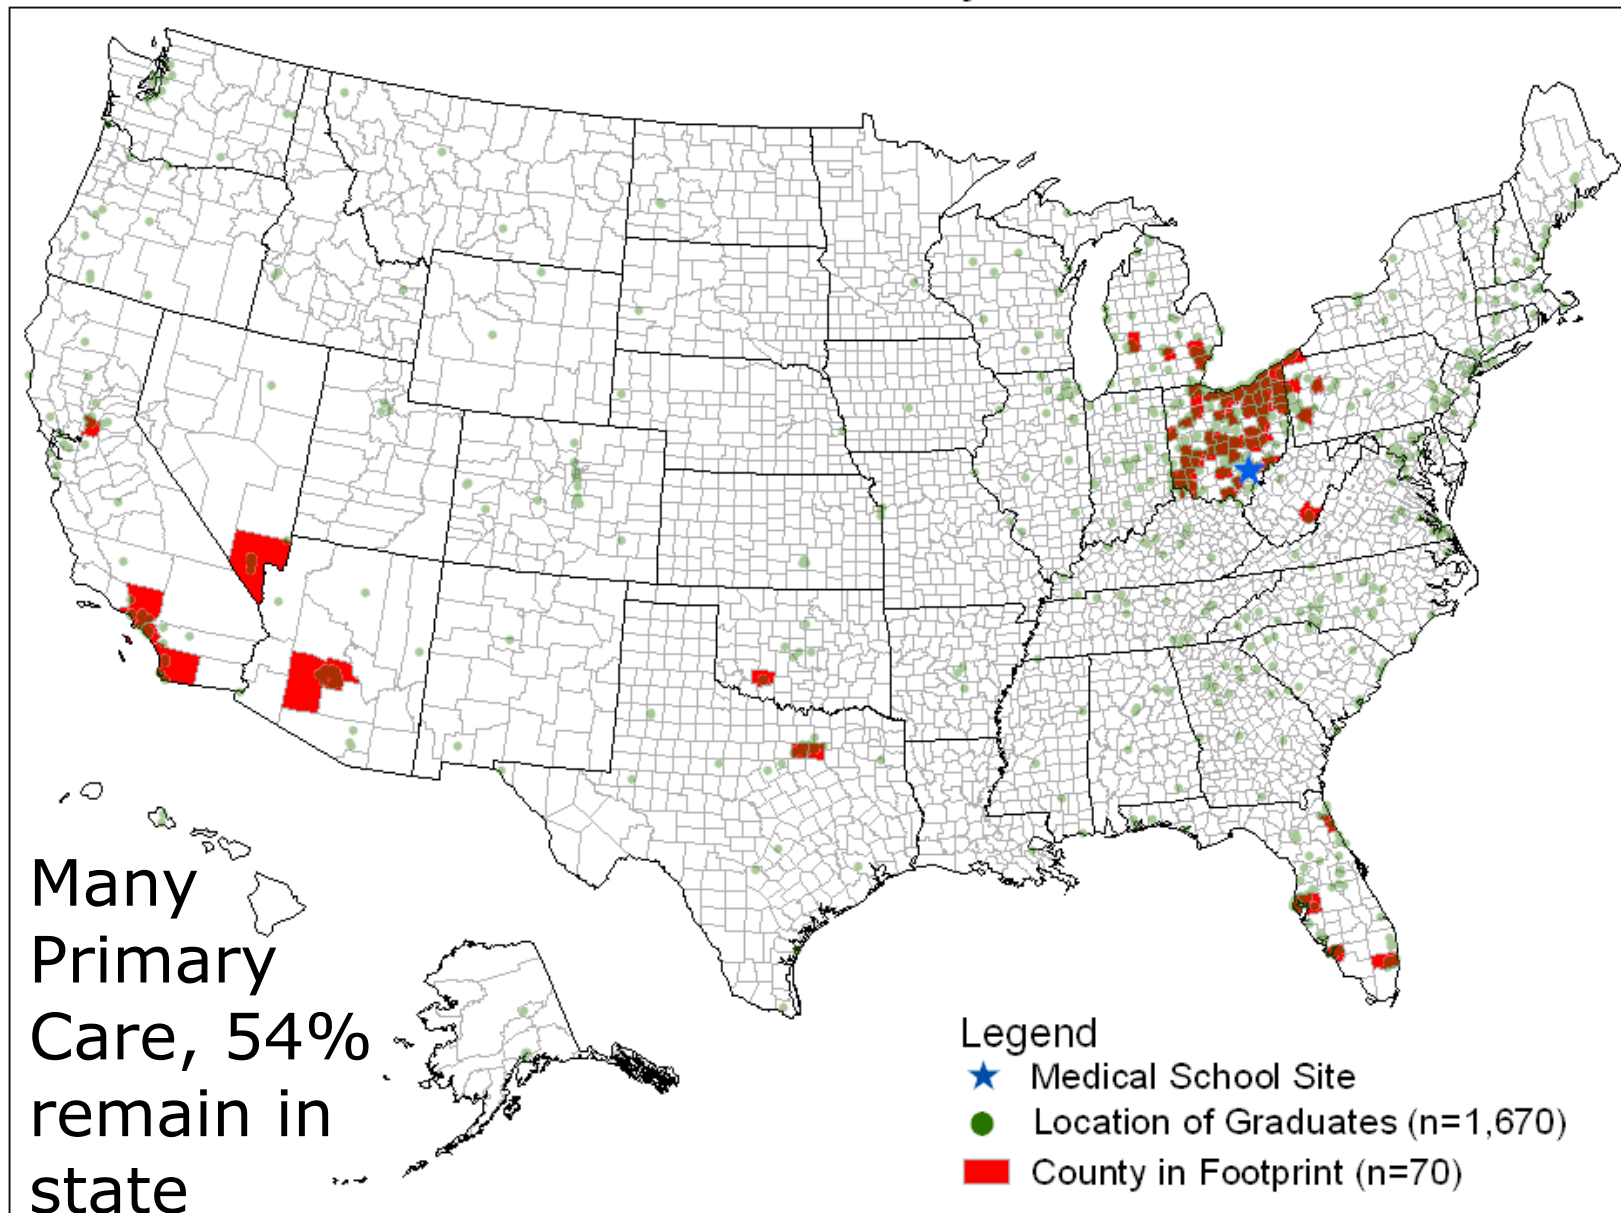 Many
Primary
Care, 54%
remain in
state
Legend
Medical School Site
Location of Graduates (n=1,670)
County in Footprint (n=70)